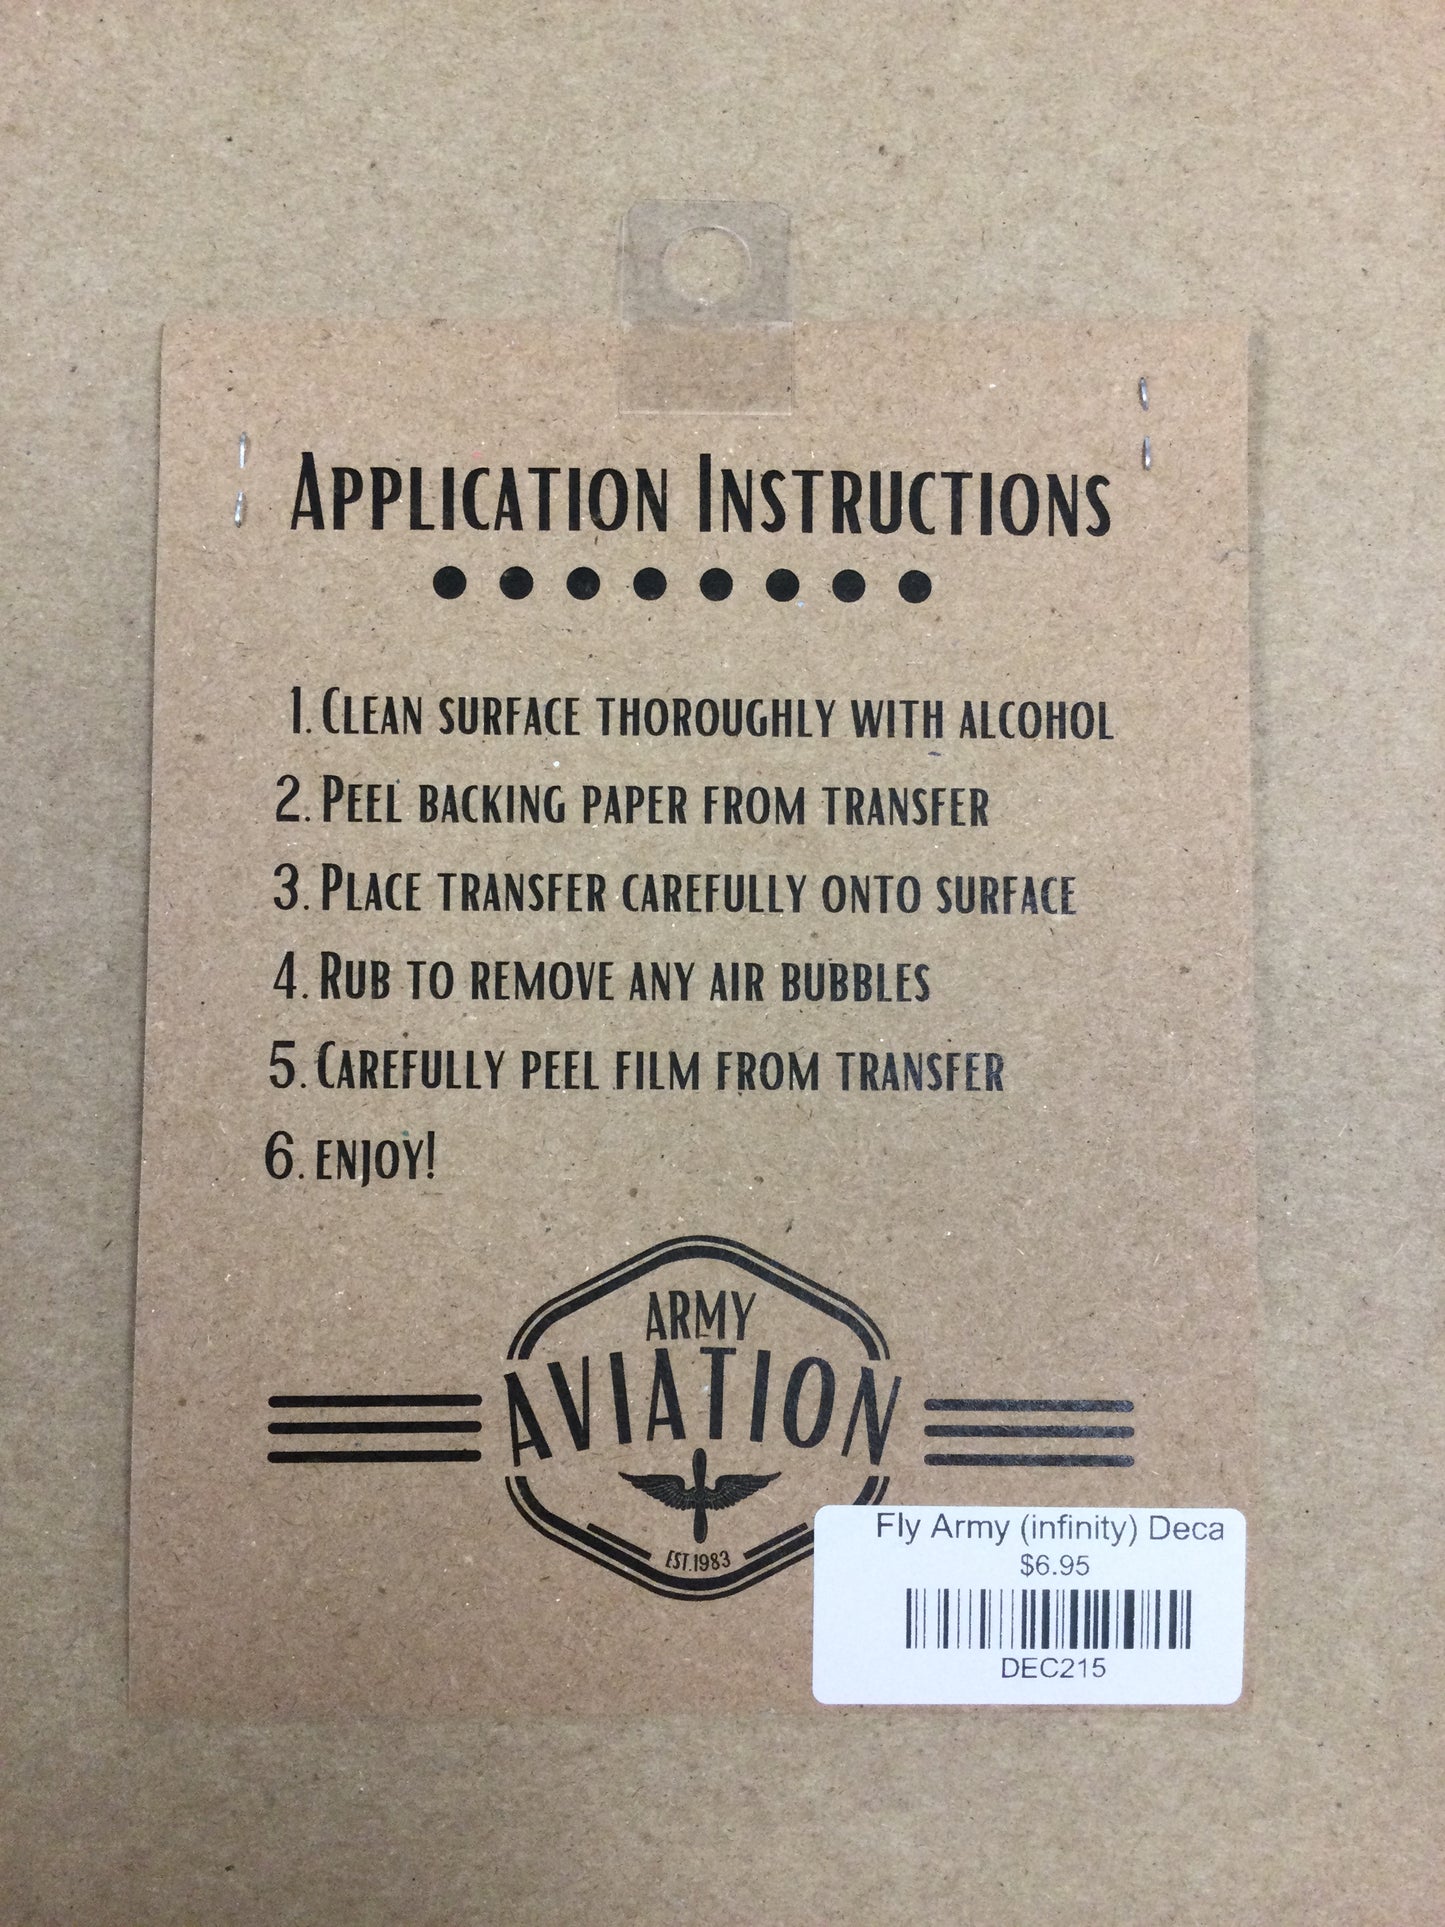 Application Instructions
1. Clean surface thoroughly with alcohol
2. Peel backing paper from transfer
3. Place transfer carefully onto surface
4. Rub to remove any air bubbles
5. Carefully peel film from transfer
6. enjoy!
ARMY
AVIATION
EST.1983
Fly Army (infinity) Deca
$6.95
DEC215